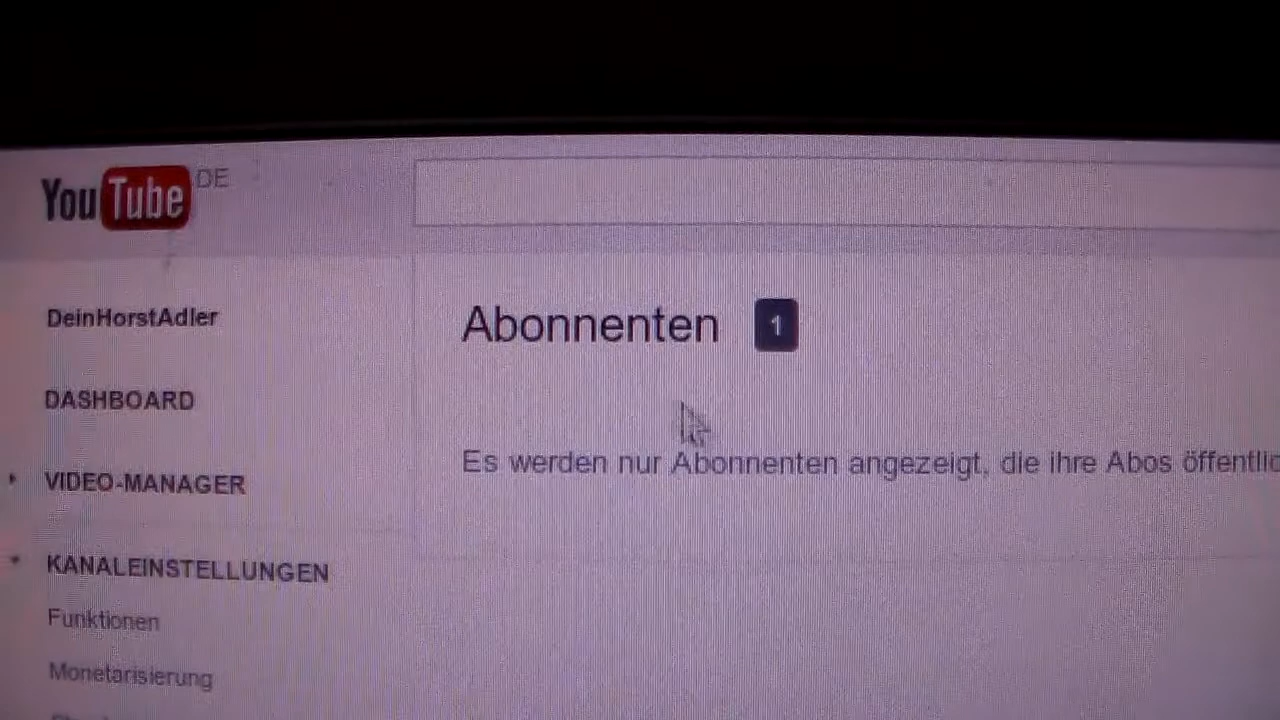 YouTube DE
DeinHorstAdler
Abonnenten 1
DASHBOARD
Es werden nur Abonnenten angezeigt, die ihre Abos
VIDEO-MANAGER
KANALEINSTELLUNGEN
Funktionen
Monetarisierung